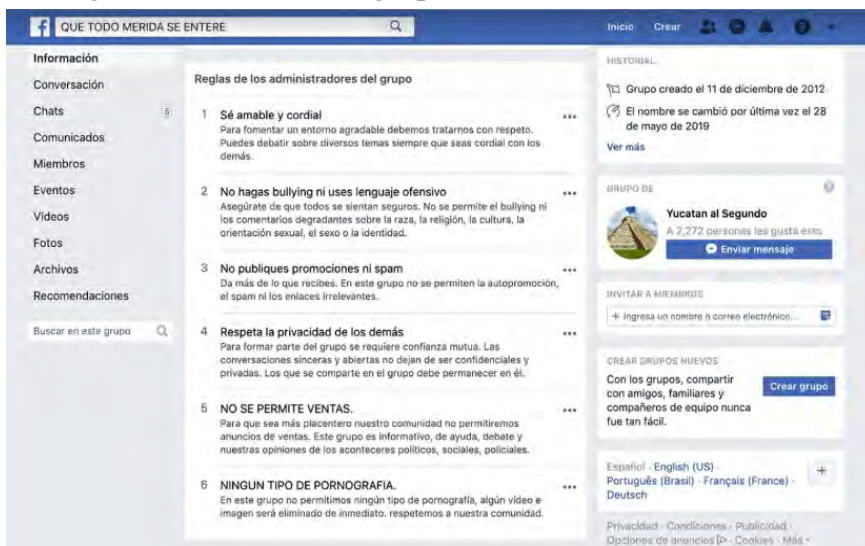 QUE TODO MERIDA SE ENTERE
Inicio Crear
Información
Conversación
Chats 5
Comunicados
Miembros
Eventos
Vídeos
Fotos
Archivos
Recomendaciones
Buscar en este grupo
Reglas de los administradores del grupo
1 Sé amable y cordial
Para fomentar un entorno agradable debemos tratarnos con respeto.
Puedes debatir sobre diversos temas siempre que seas cordial con los
demás.
2 No hagas bullying ni uses lenguaje ofensivo
Asegúrate de que todos se sientan seguros. No se permite el bullying ni
los comentarios degradantes sobre la raza, la religión, la cultura, la
orientación sexual, el sexo o la identidad.
3 No publiques promociones ni spam
Da más de lo que recibes. En este grupo no se permiten la autopromoción,
el spam ni los enlaces irrelevantes.
4 Respeta la privacidad de los demás
Para formar parte del grupo se requiere confianza mutua. Las
conversaciones sinceras y abiertas no dejan de ser confidenciales y
privadas. Los que se comparte en el grupo debe permanecer en él.
5 NO SE PERMITE VENTAS.
Para que sea más placentero nuestro comunidad no permitiremos
anuncios de ventas. Este grupo es informativo, de ayuda, debate y
nuestras opiniones de los aconteceres políticos, sociales, policiales.
6 NINGUN TIPO DE PORNOGRAFIA.
En este grupo no permitimos ningún tipo de pornografía, algún vídeo e
imagen será eliminado de inmediato. respetemos a nuestra comunidad.
HISTORIAL
Grupo creado el 11 de diciembre de 2012
El nombre se cambió por última vez el 28
de mayo de 2019
Ver más
GRUPO DE
Yucatan al Segundo
A 2,272 personas les gusta esto
Enviar mensaje
INVITAR A MIEMBROS
+ Ingresa un nombre o correo electrónico...
CREAR GRUPOS NUEVOS
Con los grupos, compartir
con amigos, familiares y
compañeros de equipo nunca
fue tan fácil.
Crear grupo
Español · English (US) ·
Português (Brasil) · Français (France) ·
Deutsch
Privacidad · Condiciones · Publicidad ·
Opciones de anuncios · Cookies · Más